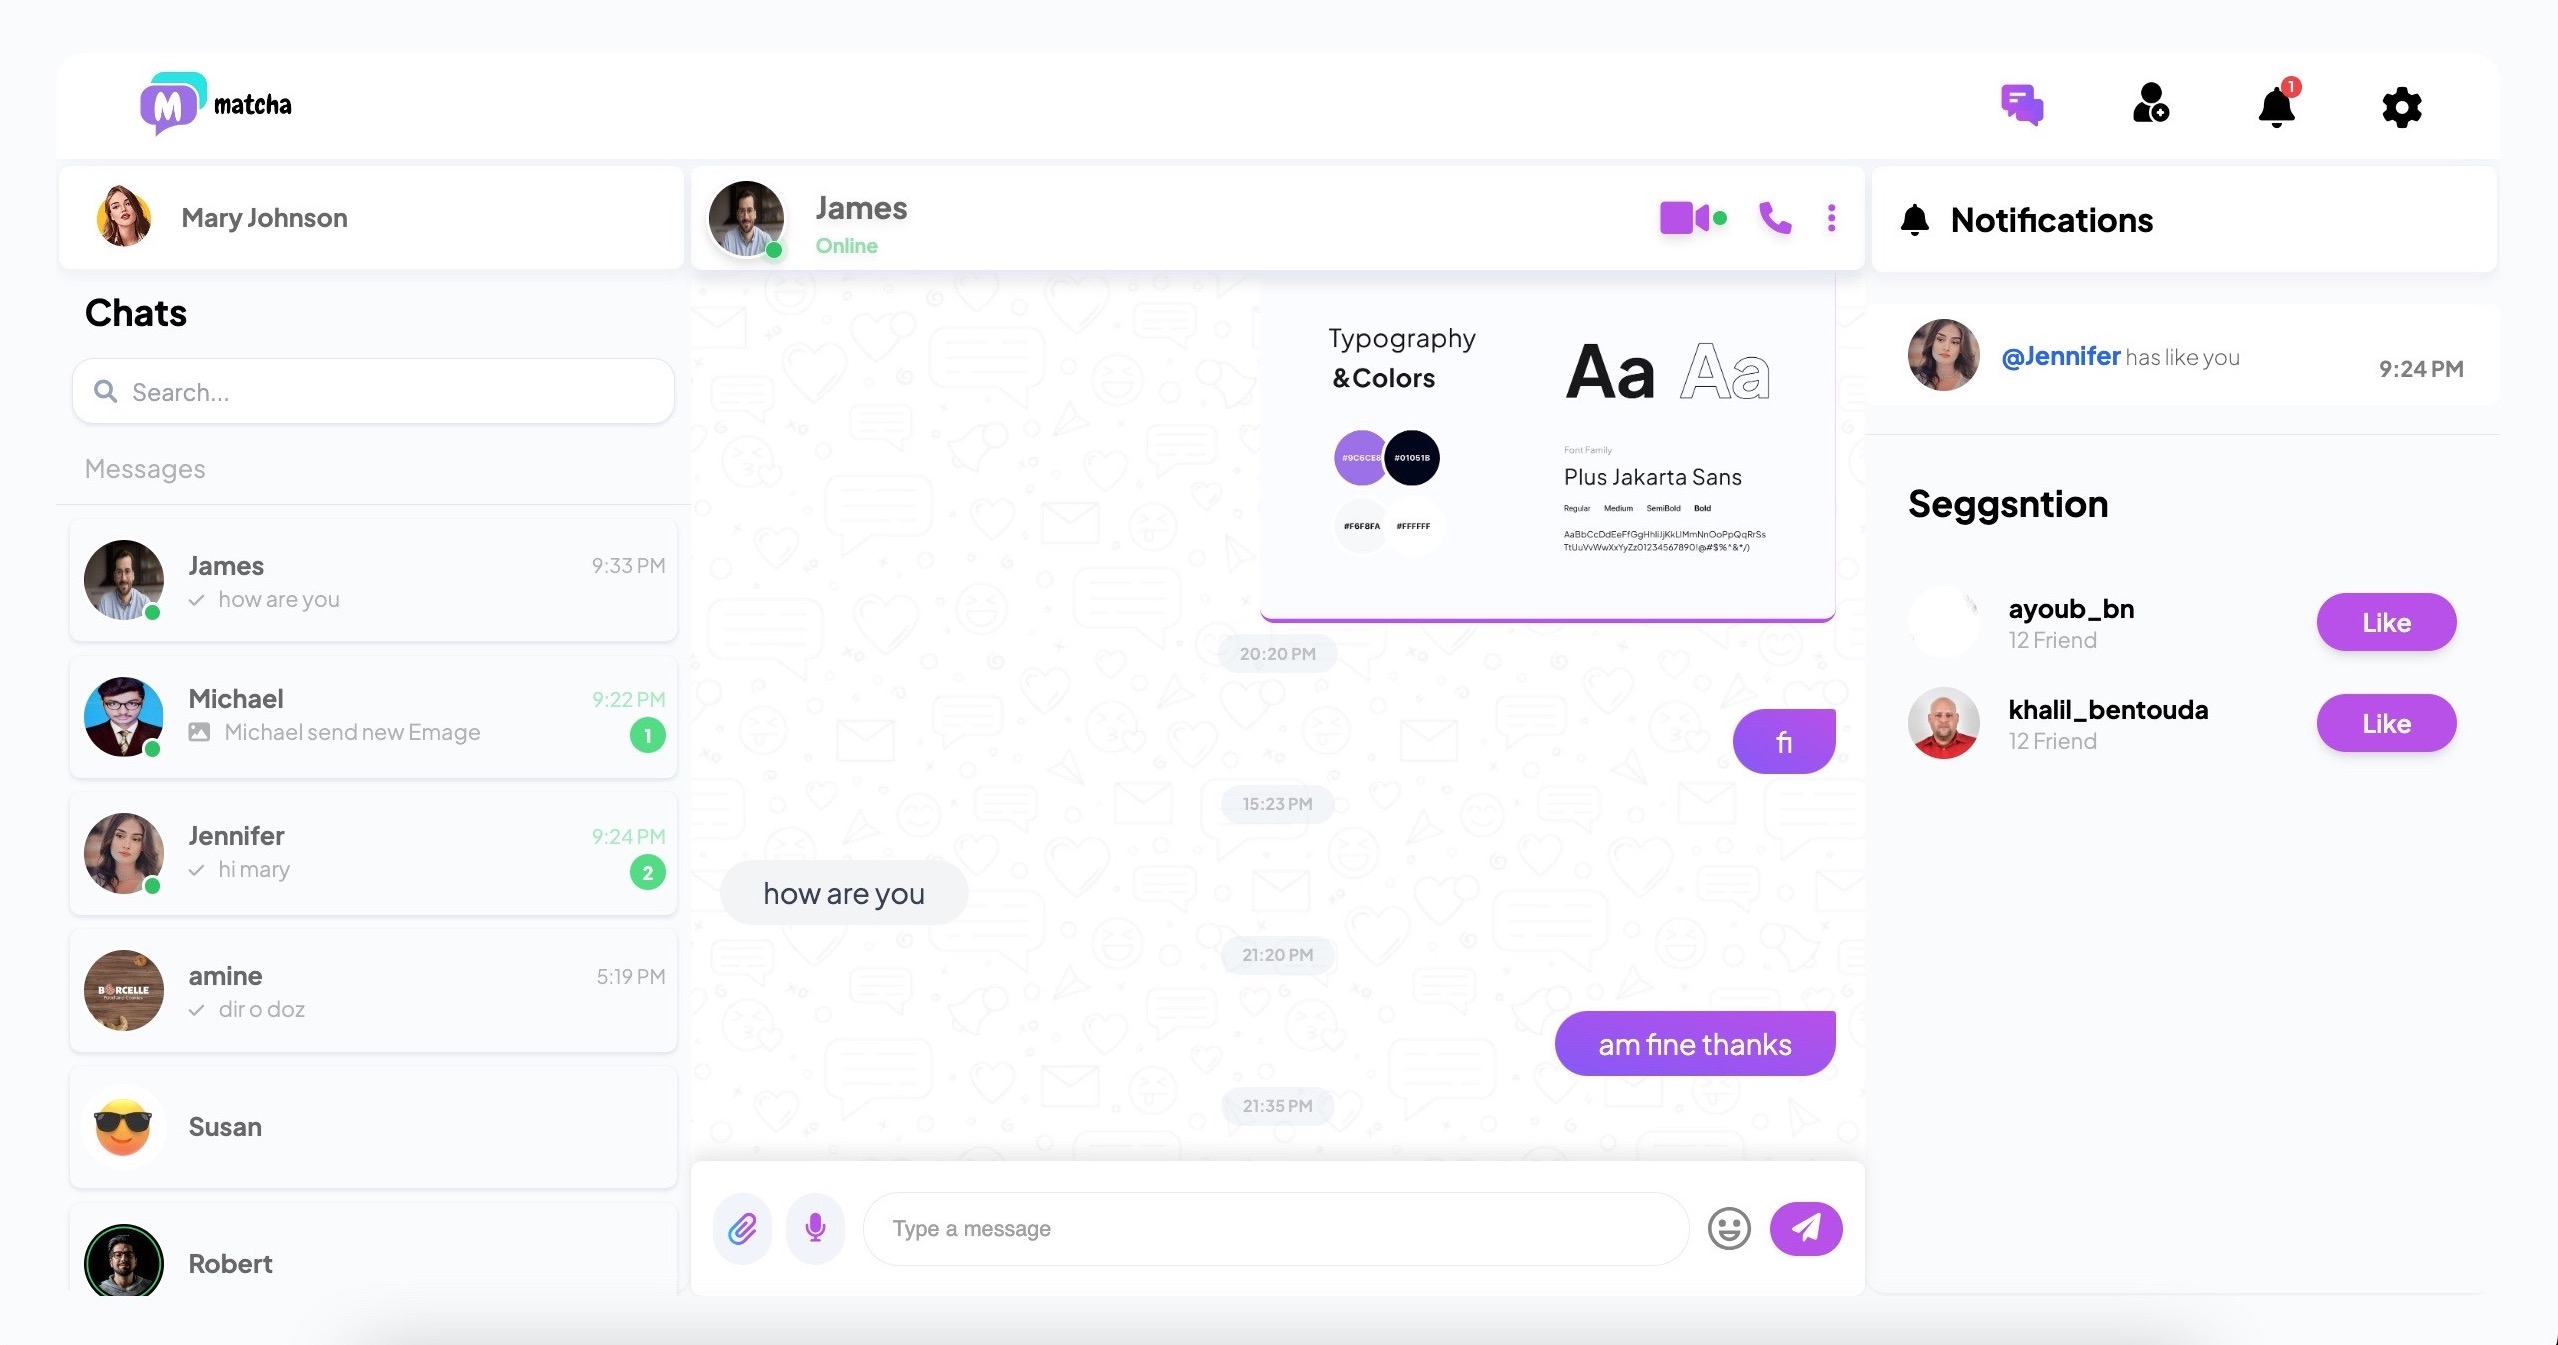 M matcha
1
Mary Johnson
Chats
Search...
Messages
James 9:33 PM
how are you
Michael 9:22 PM
Michael send new Emage 1
Jennifer 9:24 PM
hi mary 2
BORCELLE
Food and Cookies
amine 5:19 PM
dir o doz
Susan
Robert
James
Online
Typography
&Colors
Aa Aa
#9C6CE8 #01051B
#F6F8FA #FFFFFF
Font Family
Plus Jakarta Sans
Regular Medium SemiBold Bold
AaBbCcDdEeFfGgHhIiJjKkLlMmNnOoPpQqRrSs
TtUuVvWwXxYyZz01234567890!@#$%^&*/)
20:20 PM
fi
15:23 PM
how are you
21:20 PM
am fine thanks
21:35 PM
Type a message
Notifications
@Jennifer has like you 9:24 PM
Seggsntion
ayoub_bn
12 Friend
Like
khalil_bentouda
12 Friend
Like